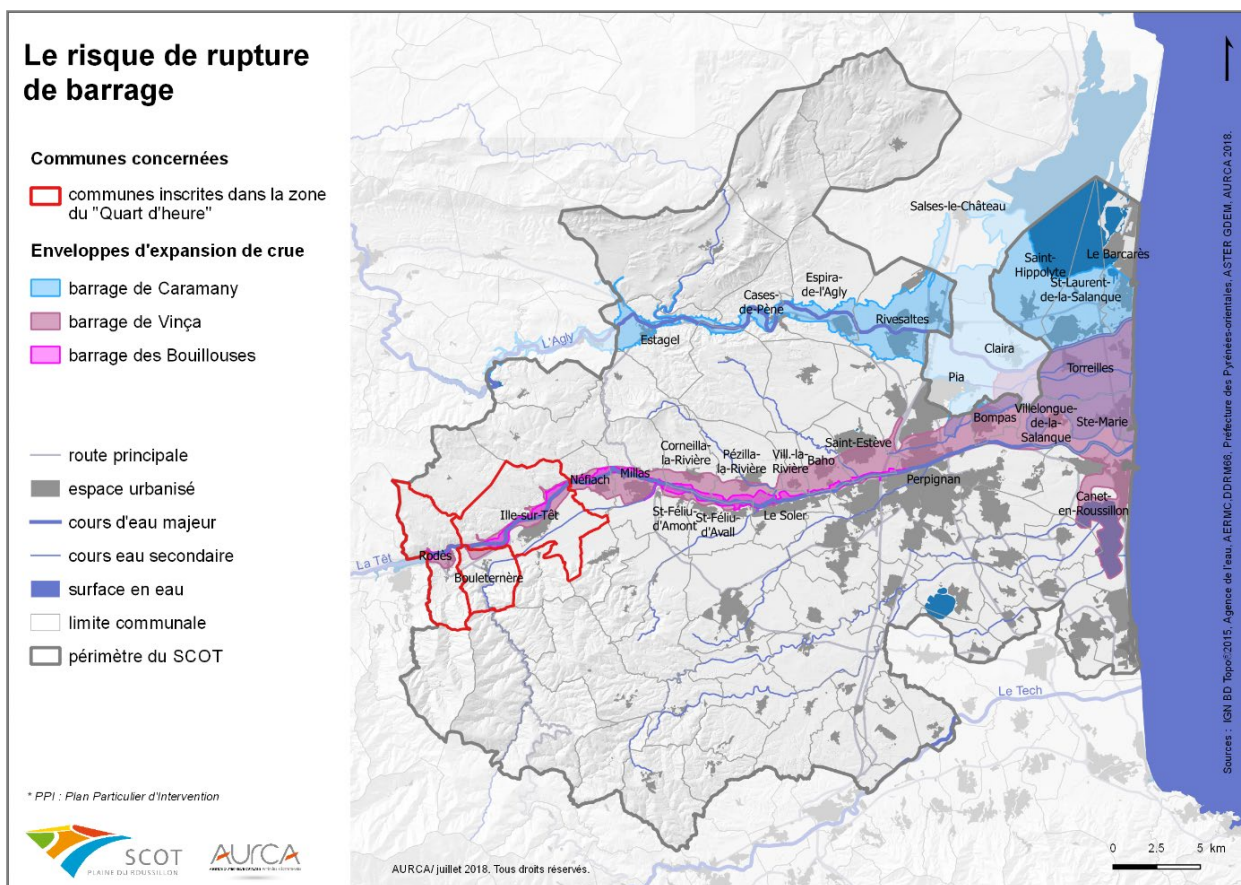 Le risque de rupture
de barrage
Communes concernées
communes inscrites dans la zone
du "Quart d'heure"
Enveloppes d'expansion de crue
barrage de Caramany
barrage de Vinça
barrage des Bouillouses
route principale
espace urbanisé
cours d'eau majeur
cours eau secondaire
surface en eau
limite communale
périmètre du SCOT
* PPI : Plan Particulier d'Intervention
SCOT
PLAINE DU ROUSSILLON
AURCA
AURCA/ juillet 2018. Tous droits réservés.
Salses-le-Château
Le Barcarès
Saint-
Hippolyte
St-Laurent-
de-la-Salanque
Espira-
de-l'Agly
Cases-
de-Pène
Rivesaltes
Estagel
L'Agly
Claira
Pia
Torreilles
Bompas
Villelongue-
de-la-
Salanque
Ste-Marie
Saint-Estève
Corneilla-
la-Rivière
Pézilla-
la-Rivière
Vill.-la-
Rivière
Baho
Perpignan
Néfiach
Millas
Ille-sur-Têt
St-Féliu-
d'Amont
St-Féliu-
d'Avall
Le Soler
Canet-
en-Roussillon
Rodès
La Têt
Bouleternère
Le Tech
0 2,5 5 km
Sources : IGN BD Topo®2015, Agence de l'eau, AERMC,DDRM66, Préfecture des Pyrénées-orientales, ASTER GDEM, AURCA 2018.